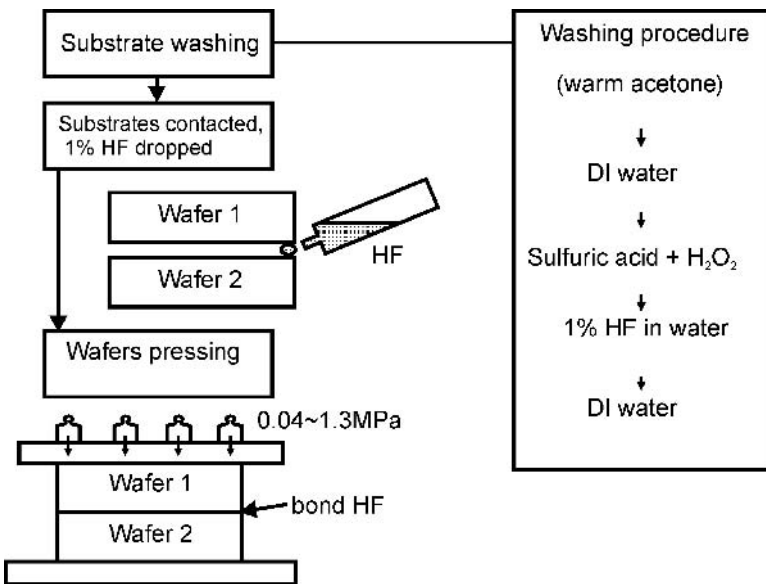 Substrate washing
Substrates contacted,
1% HF dropped
Wafer 1
HF
Wafer 2
Wafers pressing
0.04~1.3MPa
Wafer 1
bond HF
Wafer 2
Washing procedure
(warm acetone)
DI water
Sulfuric acid + H₂O₂
1% HF in water
DI water